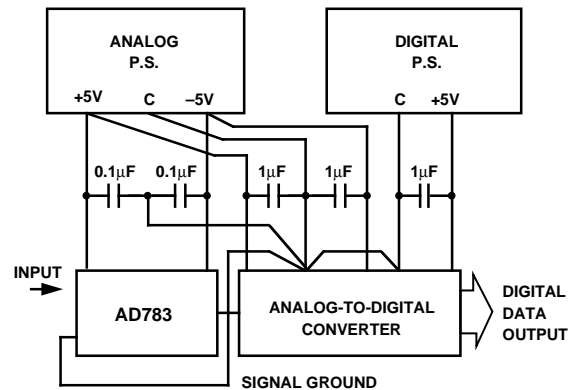 ANALOG
P.S.
+5V C –5V
DIGITAL
P.S.
C +5V
0.1µF 0.1µF 1µF 1µF 1µF
INPUT
AD783
ANALOG-TO-DIGITAL
CONVERTER
DIGITAL
DATA
OUTPUT
SIGNAL GROUND